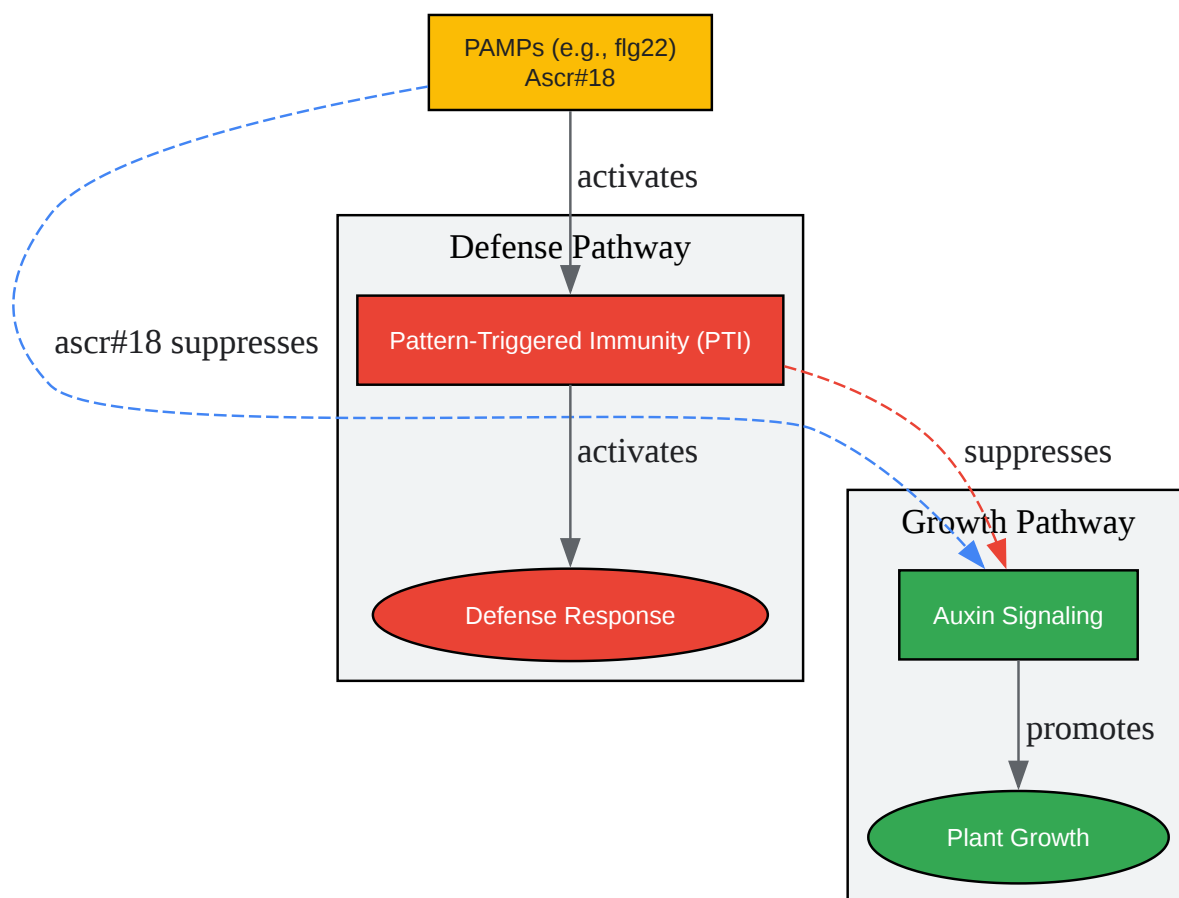 PAMPs (e.g., flg22)
Ascr#18
activates
Defense Pathway
Pattern-Triggered Immunity (PTI)
ascr#18 suppresses
activates
suppresses
Growth Pathway
Defense Response
Auxin Signaling
promotes
Plant Growth